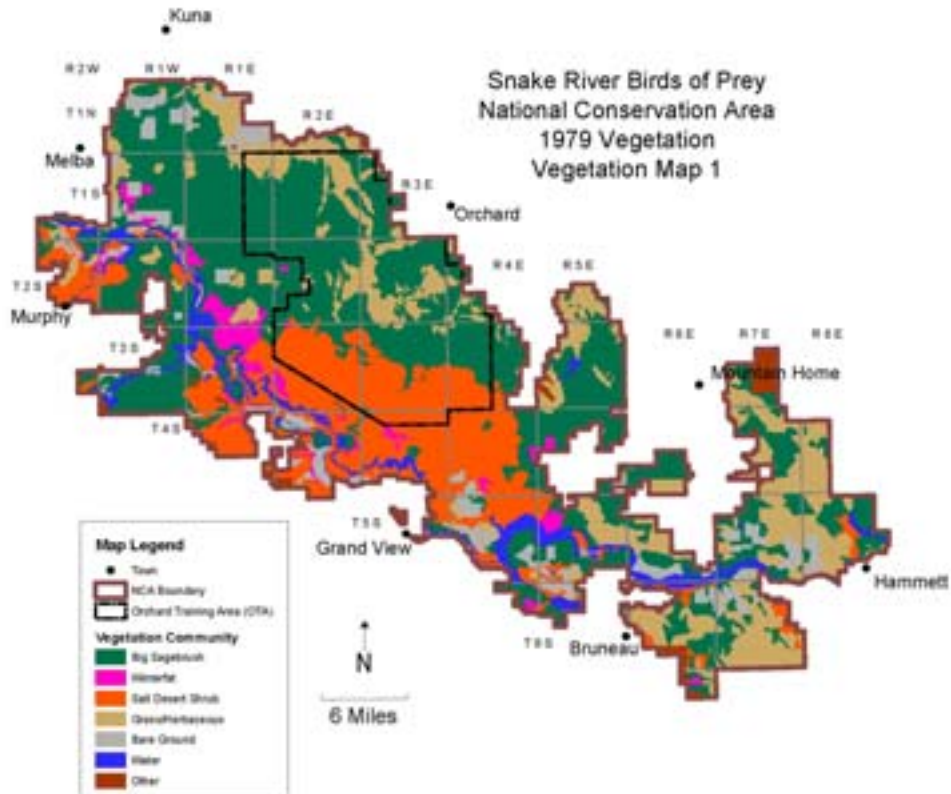 Kuna
R2W R1W R1E
Snake River Birds of Prey
National Conservation Area
1979 Vegetation
Vegetation Map 1
T1N
R2E
Melba
T1S
R3E
Orchard
R4E
R5E
T2S
Murphy
R6E
R7E
R8E
T3S
Mountain Home
T4S
T5S
Grand View
Hammett
T6S
Bruneau
N
6 Miles
Map Legend
Town
NCA Boundary
Orchard Training Area (OTA)
Vegetation Community
Big Sagebrush
Winterfat
Salt Desert Shrub
Grass/Herbaceous
Bare Ground
Water
Other